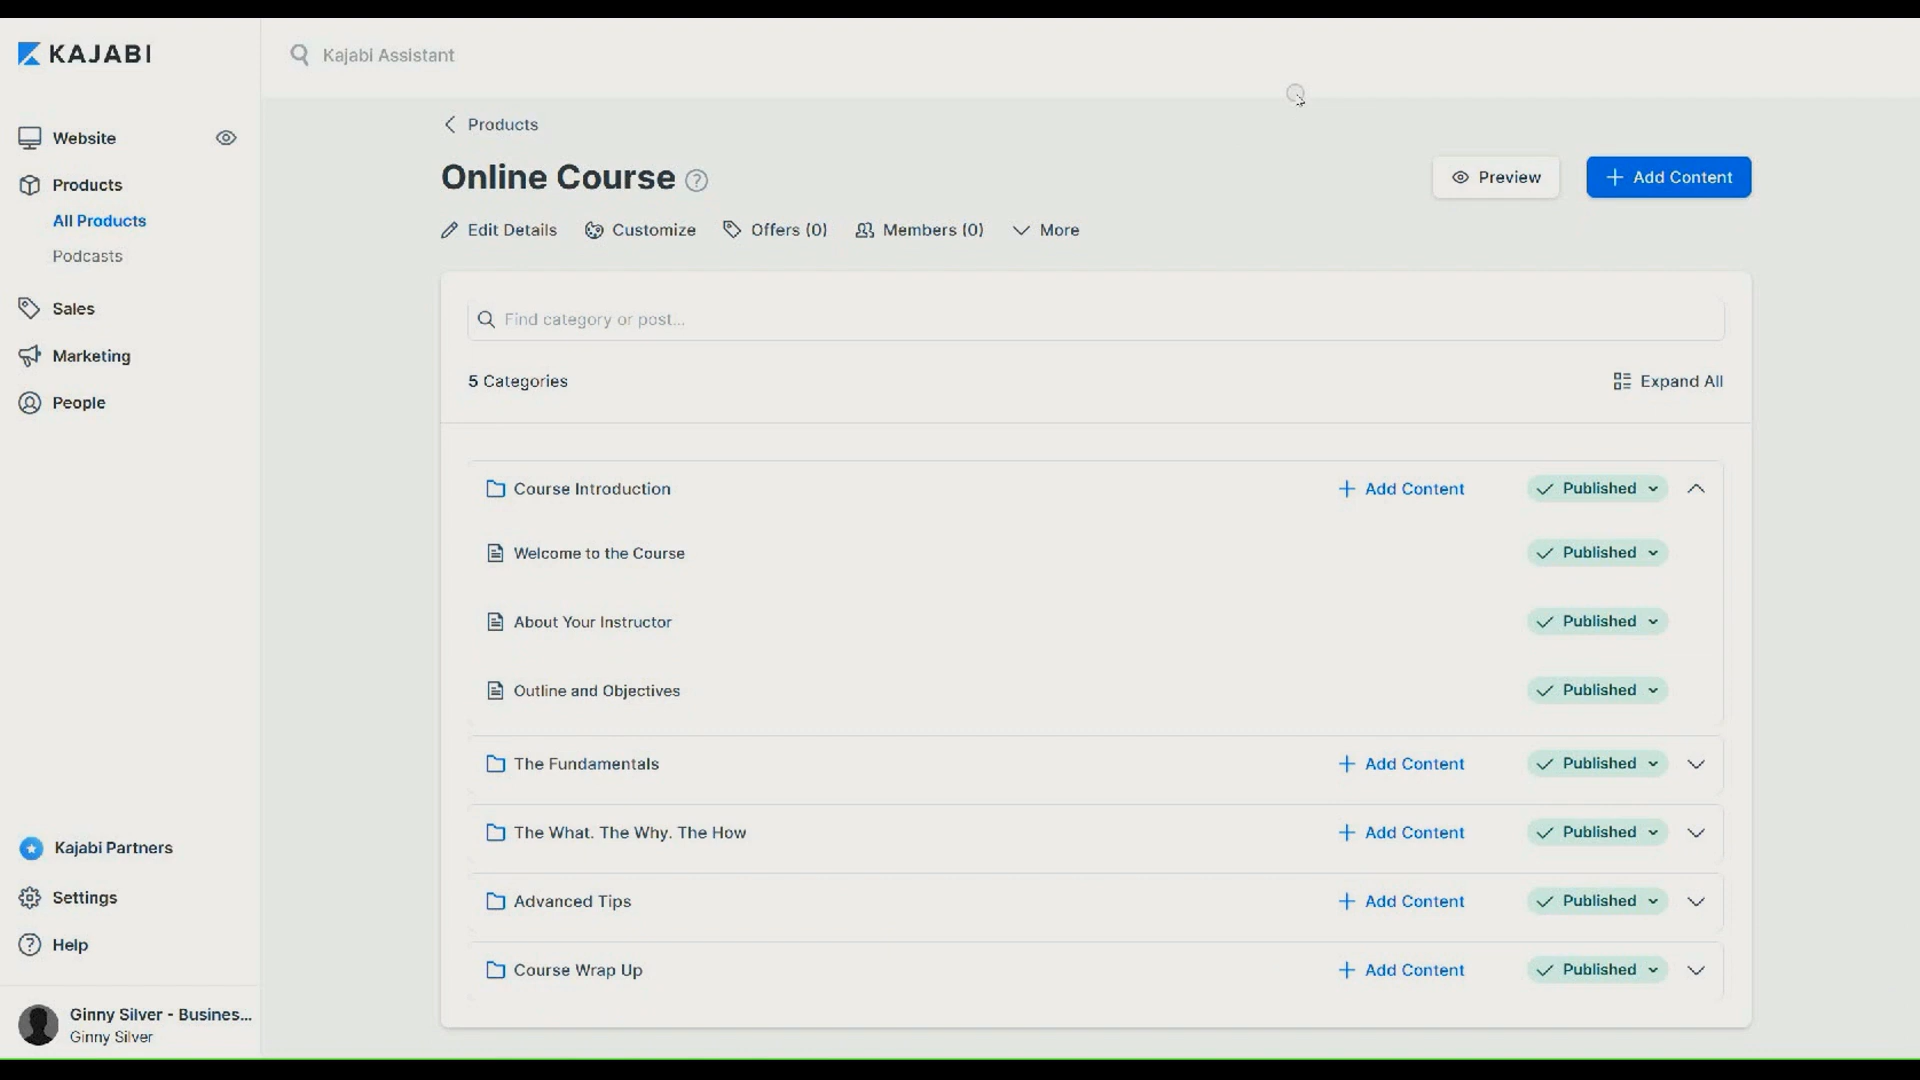 KAJABI
Kajabi Assistant
Website
Products
All Products
Podcasts
Sales
Marketing
People
Kajabi Partners
Settings
? Help
Ginny Silver - Busines...
Ginny Silver
Products
Online Course ?
Preview
+ Add Content
Edit Details Customize Offers (0) Members (0) More
Find category or post...
5 Categories
Expand All
Course Introduction + Add Content Published
Welcome to the Course Published
About Your Instructor Published
Outline and Objectives Published
The Fundamentals + Add Content Published
The What. The Why. The How + Add Content Published
Advanced Tips + Add Content Published
Course Wrap Up + Add Content Published